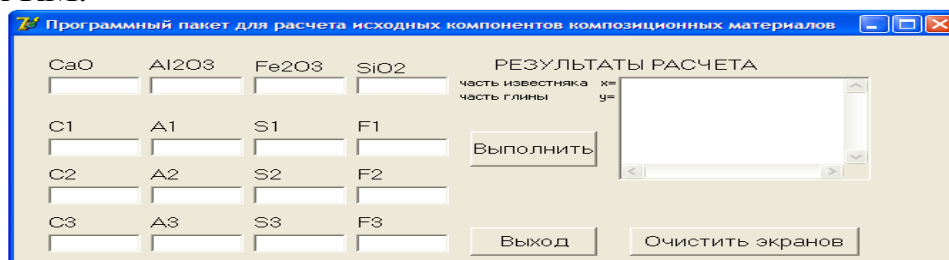 Программный пакет для расчета исходных компонентов композиционных материалов
CaO Al2O3 Fe2O3 SiO2 РЕЗУЛЬТАТЫ РАСЧЕТА
часть известняка x=
часть глины y=
C1 A1 S1 F1
Выполнить
C2 A2 S2 F2
C3 A3 S3 F3
Выход Очистить экранов